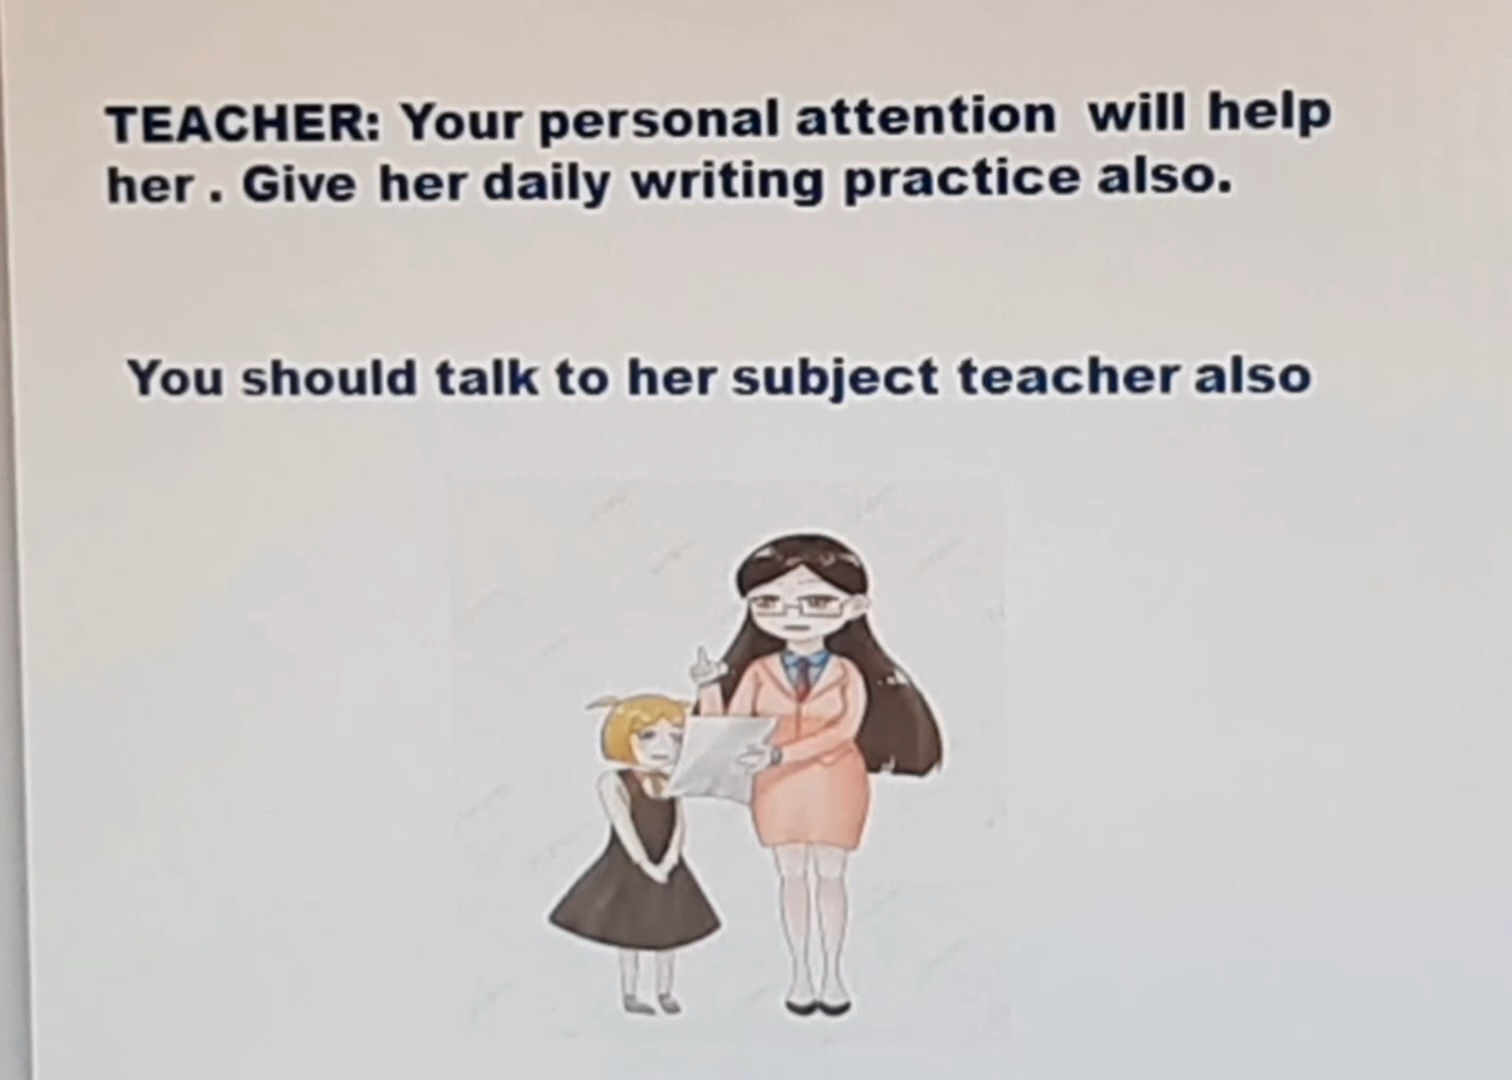 TEACHER: Your personal attention will help
her . Give her daily writing practice also.
You should talk to her subject teacher also